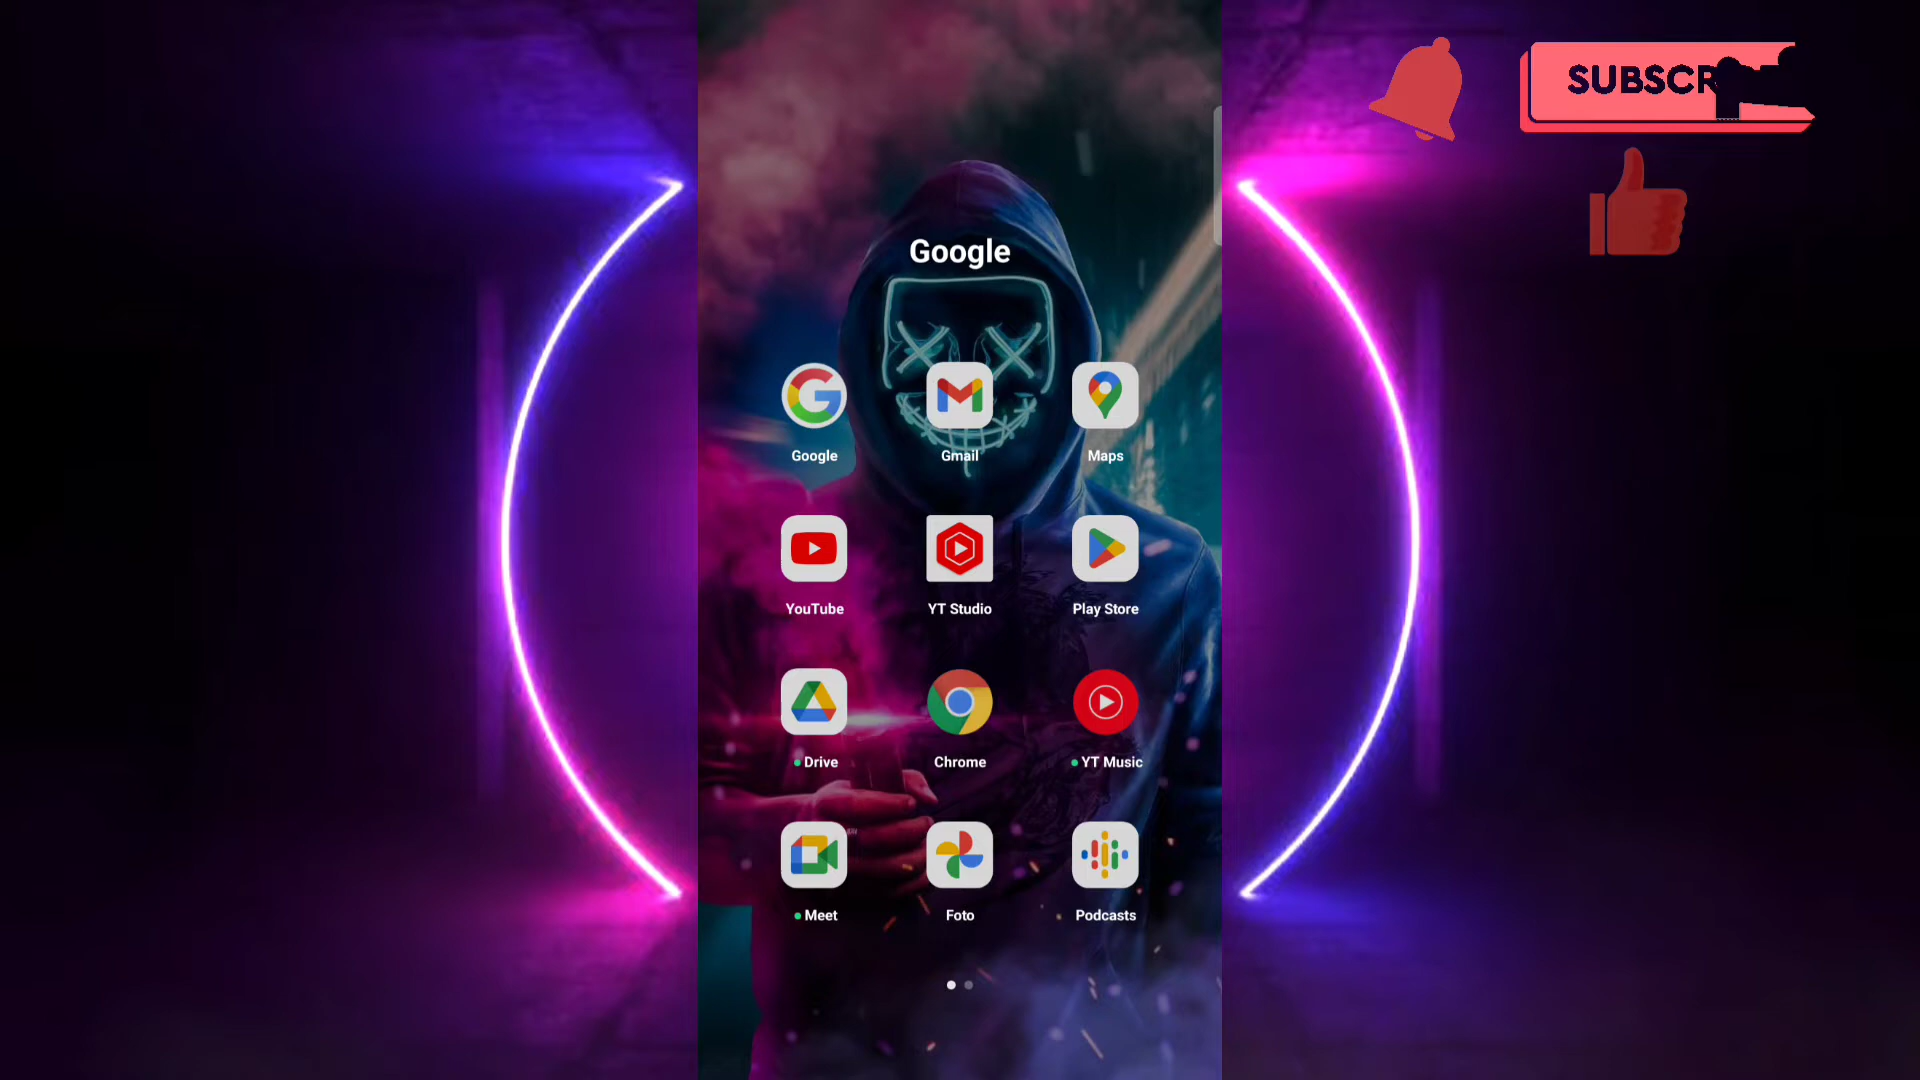 Google
Google
Gmail
Maps
YouTube
YT Studio
Play Store
Drive
Chrome
YT Music
Meet
Foto
Podcasts